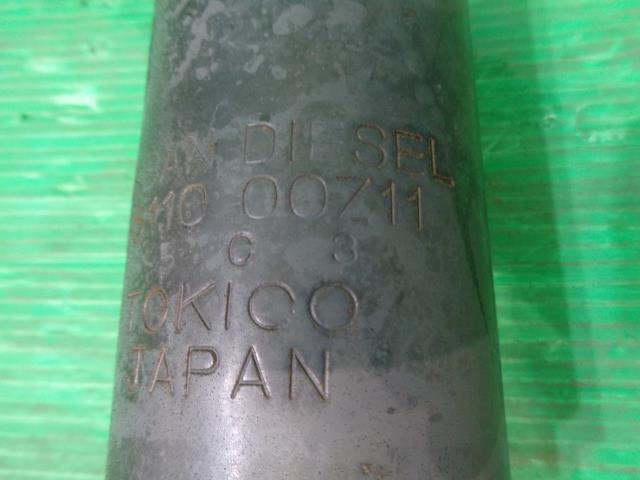 DIESEL
00Z11
C 3
TOKICO
JAPAN